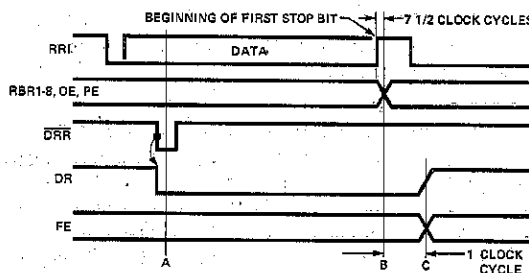 BEGINNING OF FIRST STOP BIT
7 1/2 CLOCK CYCLES
RRI
DATA
RBR1-8, OE, PE
DRR
DR
FE
A
B
C
1 CLOCK
CYCLE